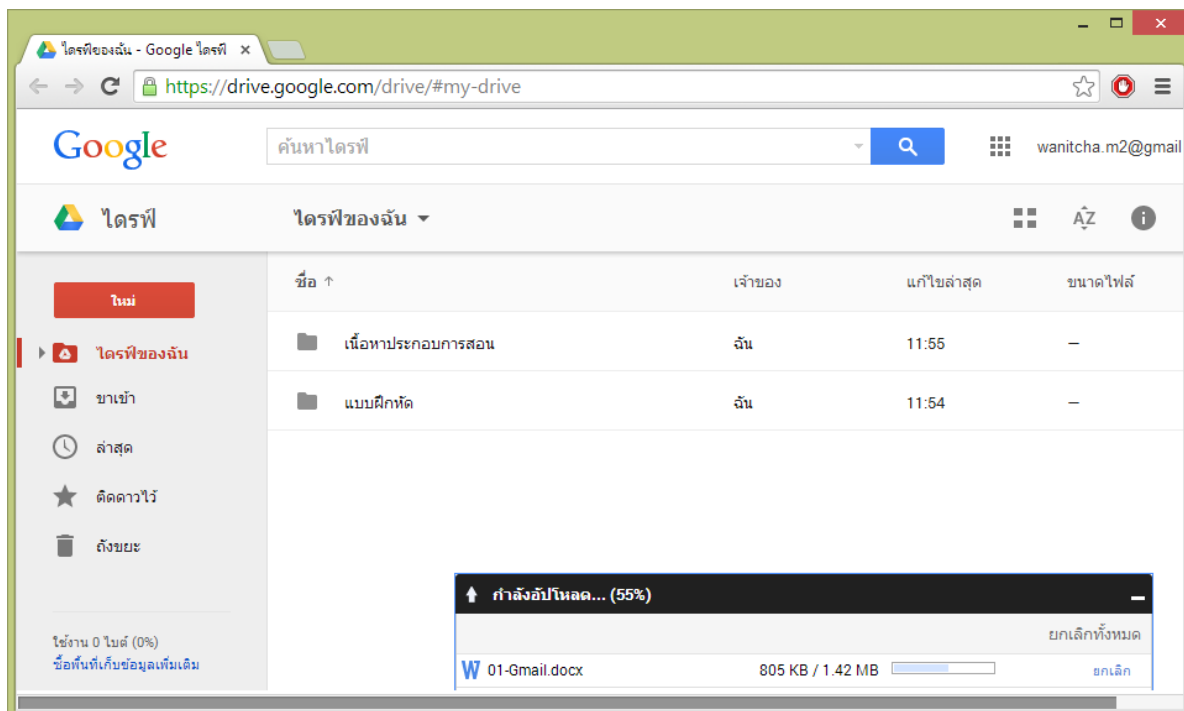 ไดรฟ์ของฉัน - Google ไดรฟ์
https://drive.google.com/drive/#my-drive
Google
ค้นหาไดรฟ์
wanitcha.m2@gmail
ไดรฟ์
ไดรฟ์ของฉัน
AZ
ชื่อ ↑
เจ้าของ
แก้ไขล่าสุด
ขนาดไฟล์
ใหม่
ไดรฟ์ของฉัน
ขาเข้า
ล่าสุด
ติดดาวไว้
ถังขยะ
เนื้อหาประกอบการสอน ฉัน 11:55 —
แบบฝึกหัด ฉัน 11:54 —
ใช้งาน 0 ไบต์ (0%)
ซื้อพื้นที่เก็บข้อมูลเพิ่มเติม
กำลังอัปโหลด... (55%)
ยกเลิกทั้งหมด
W 01-Gmail.docx 805 KB / 1.42 MB ยกเลิก